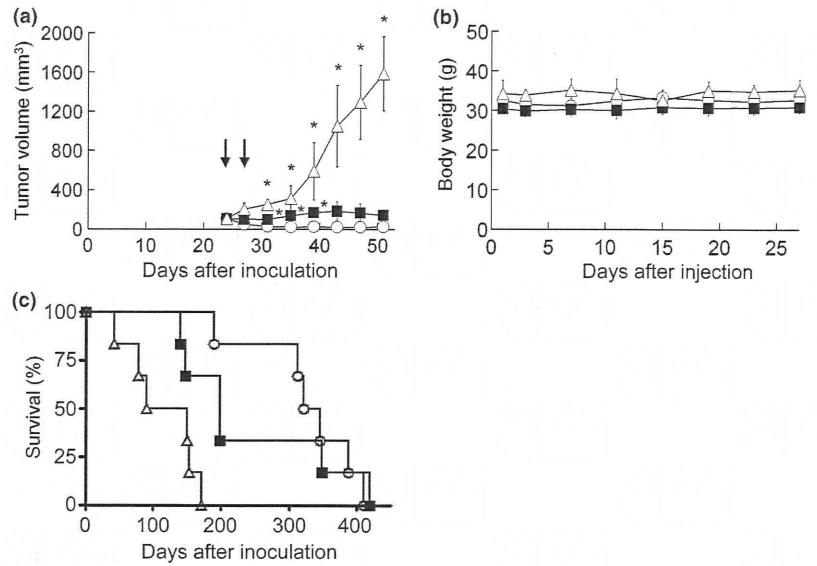 (a)
Tumor volume (mm³)
2000
1600
1200
800
400
0
* * * * * *
* * *
0 10 20 30 40 50
Days after inoculation
(b)
Body weight (g)
50
40
30
20
10
0
0 5 10 15 20 25
Days after injection
(c)
Survival (%)
100
75
50
25
0
0 100 200 300 400
Days after inoculation